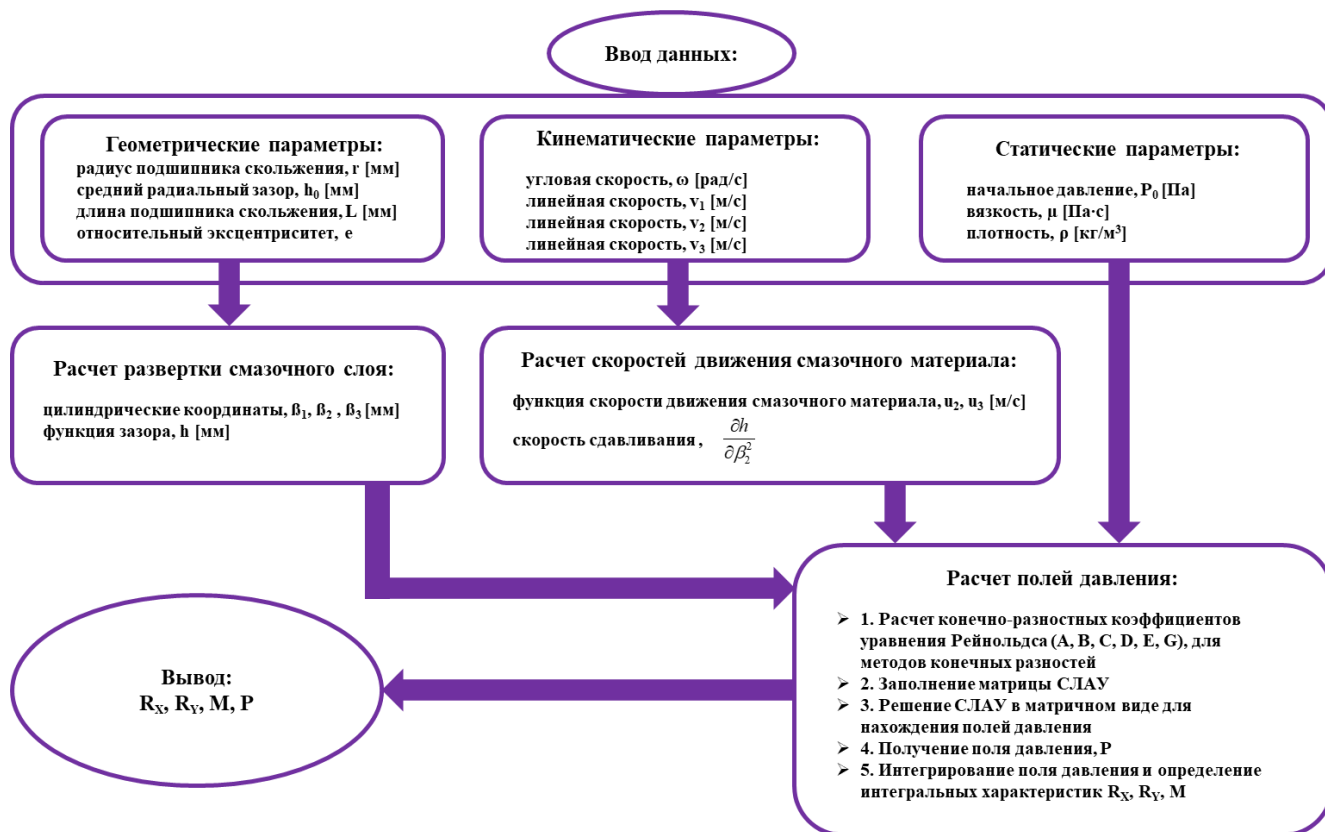 Ввод данных:
Геометрические параметры:
радиус подшипника скольжения, r [мм]
средний радиальный зазор, h₀ [мм]
длина подшипника скольжения, L [мм]
относительный эксцентриситет, e
Кинематические параметры:
угловая скорость, ω [рад/с]
линейная скорость, v₁ [м/с]
линейная скорость, v₂ [м/с]
линейная скорость, v₃ [м/с]
Статические параметры:
начальное давление, P₀ [Па]
вязкость, μ [Па·с]
плотность, ρ [кг/м³]
Расчет развертки смазочного слоя:
цилиндрические координаты, ß₁, ß₂ , ß₃ [мм]
функция зазора, h [мм]
Расчет скоростей движения смазочного материала:
функция скорости движения смазочного материала, u₂, u₃ [м/с]
скорость сдавливания , ∂h/∂β₂²
Расчет полей давления:
➢ 1. Расчет конечно-разностных коэффициентов
уравнения Рейнольдса (A, B, C, D, E, G), для
методов конечных разностей
➢ 2. Заполнение матрицы СЛАУ
➢ 3. Решение СЛАУ в матричном виде для
нахождения полей давления
➢ 4. Получение поля давления, P
➢ 5. Интегрирование поля давления и определение
интегральных характеристик R_X, R_Y, M
Вывод:
R_X, R_Y, M, P